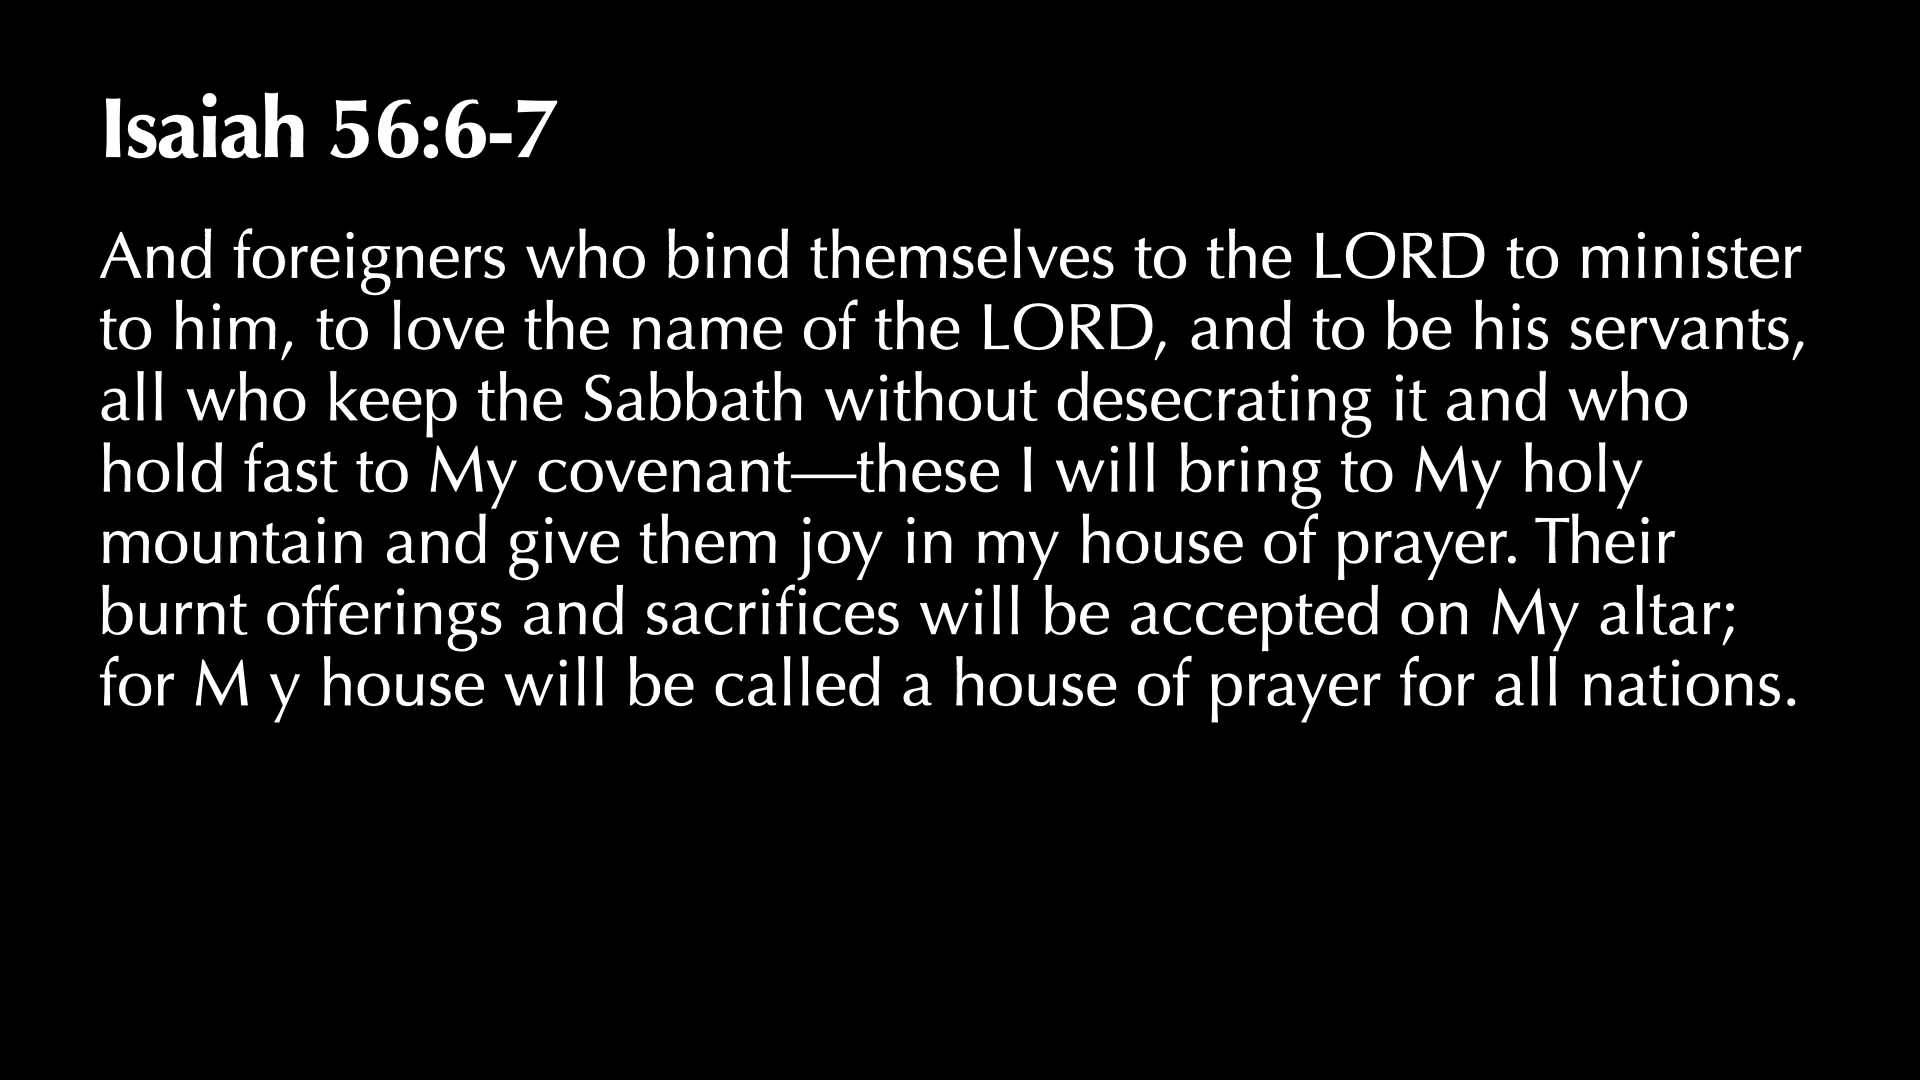 Isaiah 56:6-7
And foreigners who bind themselves to the LORD to minister
to him, to love the name of the LORD, and to be his servants,
all who keep the Sabbath without desecrating it and who
hold fast to My covenant—these I will bring to My holy
mountain and give them joy in my house of prayer. Their
burnt offerings and sacrifices will be accepted on My altar;
for M y house will be called a house of prayer for all nations.